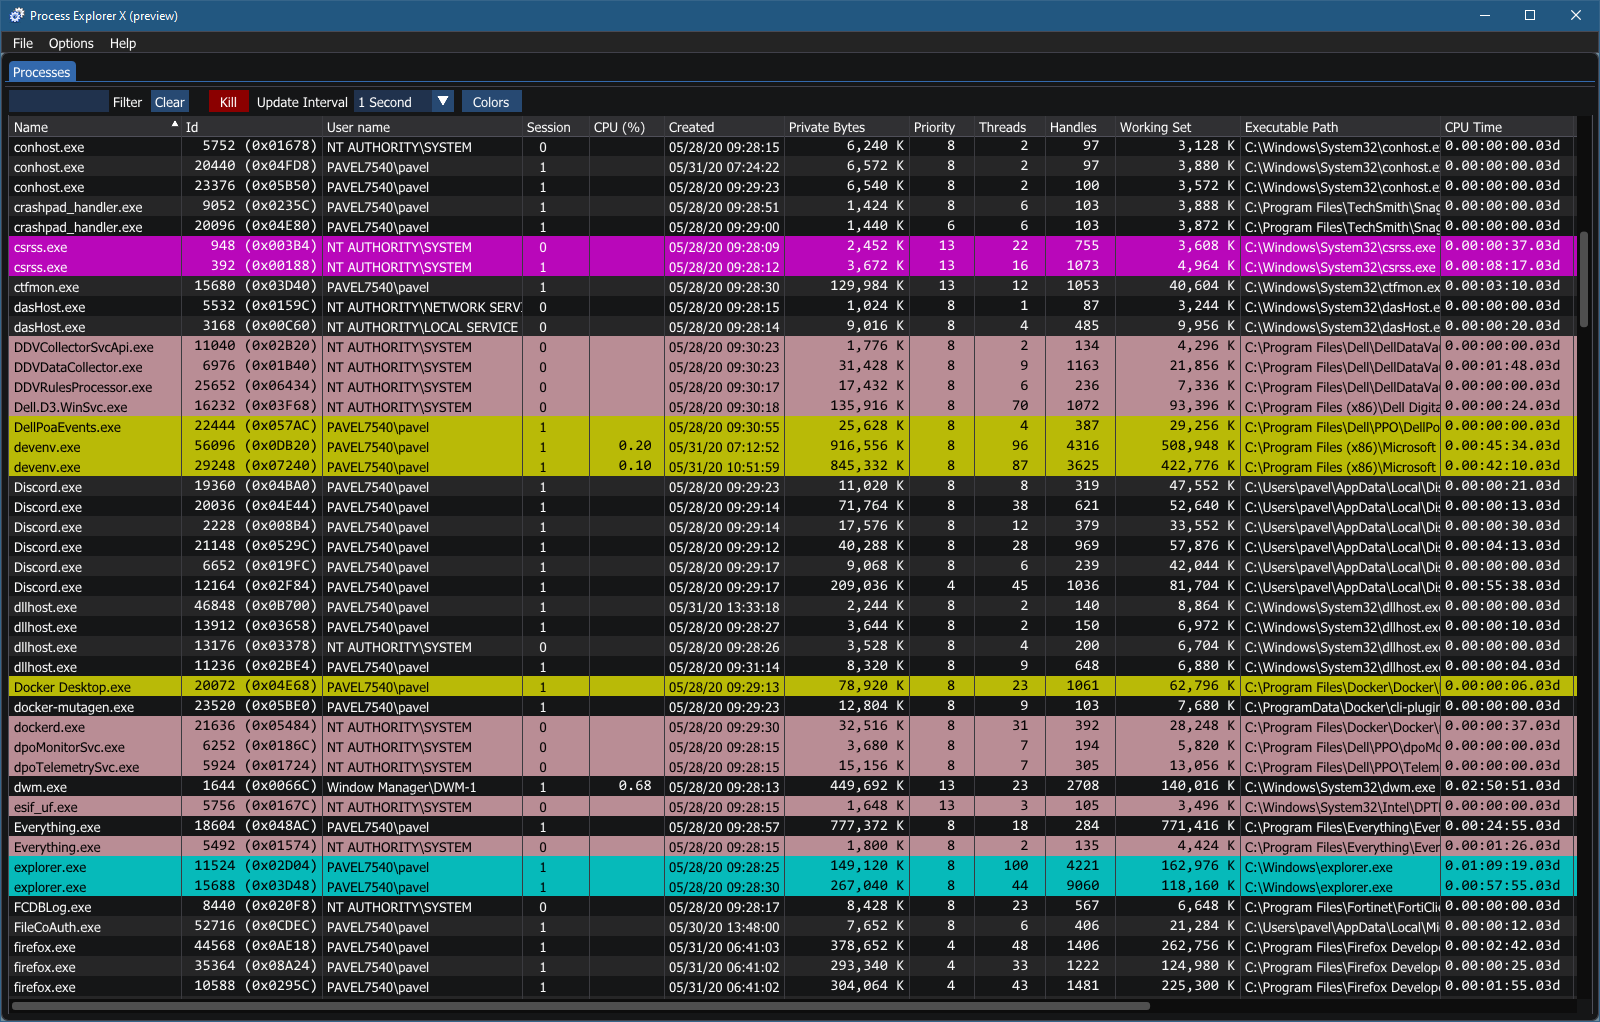 Process Explorer X (preview)
File Options Help
Processes
Filter Clear Kill Update Interval 1 Second Colors
Name Id User name Session CPU (%) Created Private Bytes Priority Threads Handles Working Set Executable Path CPU Time
conhost.exe 5752 (0x01678) NT AUTHORITY\SYSTEM 0 05/28/20 09:28:15 6,240 K 8 2 97 3,128 K C:\Windows\System32\conhost.ex 0.00:00:00.03d
conhost.exe 20440 (0x04FD8) PAVEL7540\pavel 1 05/31/20 07:24:22 6,572 K 8 2 97 3,880 K C:\Windows\System32\conhost.ex 0.00:00:00.03d
conhost.exe 23376 (0x05B50) PAVEL7540\pavel 1 05/28/20 09:29:23 6,540 K 8 2 100 3,572 K C:\Windows\System32\conhost.ex 0.00:00:00.03d
crashpad_handler.exe 9052 (0x0235C) PAVEL7540\pavel 1 05/28/20 09:28:51 1,424 K 8 6 103 3,888 K C:\Program Files\TechSmith\Snag 0.00:00:00.03d
crashpad_handler.exe 20096 (0x04E80) PAVEL7540\pavel 1 05/28/20 09:29:00 1,440 K 6 6 103 3,872 K C:\Program Files\TechSmith\Snag 0.00:00:00.03d
csrss.exe 948 (0x003B4) NT AUTHORITY\SYSTEM 0 05/28/20 09:28:09 2,452 K 13 22 755 3,608 K C:\Windows\System32\csrss.exe 0.00:00:37.03d
csrss.exe 392 (0x00188) NT AUTHORITY\SYSTEM 1 05/28/20 09:28:12 3,672 K 13 16 1073 4,964 K C:\Windows\System32\csrss.exe 0.00:08:17.03d
ctfmon.exe 15680 (0x03D40) PAVEL7540\pavel 1 05/28/20 09:28:30 129,984 K 13 12 1053 40,604 K C:\Windows\System32\ctfmon.ex 0.00:03:10.03d
dasHost.exe 5532 (0x0159C) NT AUTHORITY\NETWORK SERV 0 05/28/20 09:28:15 1,024 K 8 1 87 3,244 K C:\Windows\System32\dasHost.e 0.00:00:00.03d
dasHost.exe 3168 (0x00C60) NT AUTHORITY\LOCAL SERVICE 0 05/28/20 09:28:14 9,016 K 8 4 485 9,956 K C:\Windows\System32\dasHost.e 0.00:00:20.03d
DDVCollectorSvcApi.exe 11040 (0x02B20) NT AUTHORITY\SYSTEM 0 05/28/20 09:30:23 1,776 K 8 2 134 4,296 K C:\Program Files\Dell\DellDataVa 0.00:00:00.03d
DDVDataCollector.exe 6976 (0x01B40) NT AUTHORITY\SYSTEM 0 05/28/20 09:30:23 31,428 K 8 9 1163 21,856 K C:\Program Files\Dell\DellDataVa 0.00:01:48.03d
DDVRulesProcessor.exe 25652 (0x06434) NT AUTHORITY\SYSTEM 0 05/28/20 09:30:17 17,432 K 8 6 236 7,336 K C:\Program Files\Dell\DellDataVa 0.00:00:00.03d
Dell.D3.WinSvc.exe 16232 (0x03F68) NT AUTHORITY\SYSTEM 0 05/28/20 09:30:18 135,916 K 8 70 1072 93,396 K C:\Program Files (x86)\Dell Digita 0.00:00:24.03d
DellPoaEvents.exe 22444 (0x057AC) PAVEL7540\pavel 1 05/28/20 09:30:55 25,628 K 8 4 387 29,256 K C:\Program Files\Dell\PPO\DellPo 0.00:00:00.03d
devenv.exe 56096 (0x0DB20) PAVEL7540\pavel 1 0.20 05/31/20 07:12:52 916,556 K 8 96 4316 508,948 K C:\Program Files (x86)\Microsoft 0.00:45:34.03d
devenv.exe 29248 (0x07240) PAVEL7540\pavel 1 0.10 05/31/20 10:51:59 845,332 K 8 87 3625 422,776 K C:\Program Files (x86)\Microsoft 0.00:42:10.03d
Discord.exe 19360 (0x04BA0) PAVEL7540\pavel 1 05/28/20 09:29:23 11,020 K 8 8 319 47,552 K C:\Users\pavel\AppData\Local\Dis 0.00:00:21.03d
Discord.exe 20036 (0x04E44) PAVEL7540\pavel 1 05/28/20 09:29:14 71,764 K 8 38 621 52,640 K C:\Users\pavel\AppData\Local\Dis 0.00:00:13.03d
Discord.exe 2228 (0x008B4) PAVEL7540\pavel 1 05/28/20 09:29:14 17,576 K 8 12 379 33,552 K C:\Users\pavel\AppData\Local\Dis 0.00:00:30.03d
Discord.exe 21148 (0x0529C) PAVEL7540\pavel 1 05/28/20 09:29:12 40,288 K 8 28 969 57,876 K C:\Users\pavel\AppData\Local\Dis 0.00:04:13.03d
Discord.exe 6652 (0x019FC) PAVEL7540\pavel 1 05/28/20 09:29:17 9,068 K 8 6 239 42,044 K C:\Users\pavel\AppData\Local\Dis 0.00:00:00.03d
Discord.exe 12164 (0x02F84) PAVEL7540\pavel 1 05/28/20 09:29:17 209,036 K 4 45 1036 81,704 K C:\Users\pavel\AppData\Local\Dis 0.00:55:38.03d
dllhost.exe 46848 (0x0B700) PAVEL7540\pavel 1 05/31/20 13:33:18 2,244 K 8 2 140 8,864 K C:\Windows\System32\dllhost.exe 0.00:00:00.03d
dllhost.exe 13912 (0x03658) PAVEL7540\pavel 1 05/28/20 09:28:27 3,644 K 8 2 150 6,972 K C:\Windows\System32\dllhost.exe 0.00:00:10.03d
dllhost.exe 13176 (0x03378) NT AUTHORITY\SYSTEM 0 05/28/20 09:28:26 3,528 K 8 4 200 6,704 K C:\Windows\System32\dllhost.exe 0.00:00:00.03d
dllhost.exe 11236 (0x02BE4) PAVEL7540\pavel 1 05/28/20 09:31:14 8,320 K 8 9 648 6,880 K C:\Windows\System32\dllhost.exe 0.00:00:04.03d
Docker Desktop.exe 20072 (0x04E68) PAVEL7540\pavel 1 05/28/20 09:29:13 78,920 K 8 23 1061 62,796 K C:\Program Files\Docker\Docker\ 0.00:00:06.03d
docker-mutagen.exe 23520 (0x05BE0) PAVEL7540\pavel 1 05/28/20 09:29:23 12,804 K 8 9 103 7,680 K C:\ProgramData\Docker\cli-plugin 0.00:00:00.03d
dockerd.exe 21636 (0x05484) NT AUTHORITY\SYSTEM 0 05/28/20 09:29:30 32,516 K 8 31 392 28,248 K C:\Program Files\Docker\Docker\ 0.00:00:37.03d
dpoMonitorSvc.exe 6252 (0x0186C) NT AUTHORITY\SYSTEM 0 05/28/20 09:28:15 3,680 K 8 7 194 5,820 K C:\Program Files\Dell\PPO\dpoMo 0.00:00:00.03d
dpoTelemetrySvc.exe 5924 (0x01724) NT AUTHORITY\SYSTEM 0 05/28/20 09:28:15 15,156 K 8 7 305 13,056 K C:\Program Files\Dell\PPO\Telem 0.00:00:00.03d
dwm.exe 1644 (0x0066C) Window Manager\DWM-1 1 0.68 05/28/20 09:28:13 449,692 K 13 23 2708 140,016 K C:\Windows\System32\dwm.exe 0.02:50:51.03d
esif_uf.exe 5756 (0x0167C) NT AUTHORITY\SYSTEM 0 05/28/20 09:28:15 1,648 K 13 3 105 3,496 K C:\Windows\System32\Intel\DPTI 0.00:00:00.03d
Everything.exe 18604 (0x048AC) PAVEL7540\pavel 1 05/28/20 09:28:57 777,372 K 8 18 284 771,416 K C:\Program Files\Everything\Ever 0.00:24:55.03d
Everything.exe 5492 (0x01574) NT AUTHORITY\SYSTEM 0 05/28/20 09:28:15 1,800 K 8 2 135 4,424 K C:\Program Files\Everything\Ever 0.00:01:26.03d
explorer.exe 11524 (0x02D04) PAVEL7540\pavel 1 05/28/20 09:28:25 149,120 K 8 100 4221 162,976 K C:\Windows\explorer.exe 0.01:09:19.03d
explorer.exe 15688 (0x03D48) PAVEL7540\pavel 1 05/28/20 09:28:30 267,040 K 8 44 9060 118,160 K C:\Windows\explorer.exe 0.00:57:55.03d
FCDBLog.exe 8440 (0x020F8) NT AUTHORITY\SYSTEM 0 05/28/20 09:28:17 8,428 K 8 23 567 6,648 K C:\Program Files\Fortinet\FortiClie 0.00:00:00.03d
FileCoAuth.exe 52716 (0x0CDEC) PAVEL7540\pavel 1 05/30/20 13:48:00 7,652 K 8 6 406 21,284 K C:\Users\pavel\AppData\Local\Mi 0.00:00:12.03d
firefox.exe 44568 (0x0AE18) PAVEL7540\pavel 1 05/31/20 06:41:03 378,652 K 4 48 1406 262,756 K C:\Program Files\Firefox Develope 0.00:02:42.03d
firefox.exe 35364 (0x08A24) PAVEL7540\pavel 1 05/31/20 06:41:02 293,340 K 4 33 1222 124,980 K C:\Program Files\Firefox Develope 0.00:00:25.03d
firefox.exe 10588 (0x0295C) PAVEL7540\pavel 1 05/31/20 06:41:02 304,064 K 4 43 1481 225,300 K C:\Program Files\Firefox Develope 0.00:01:55.03d